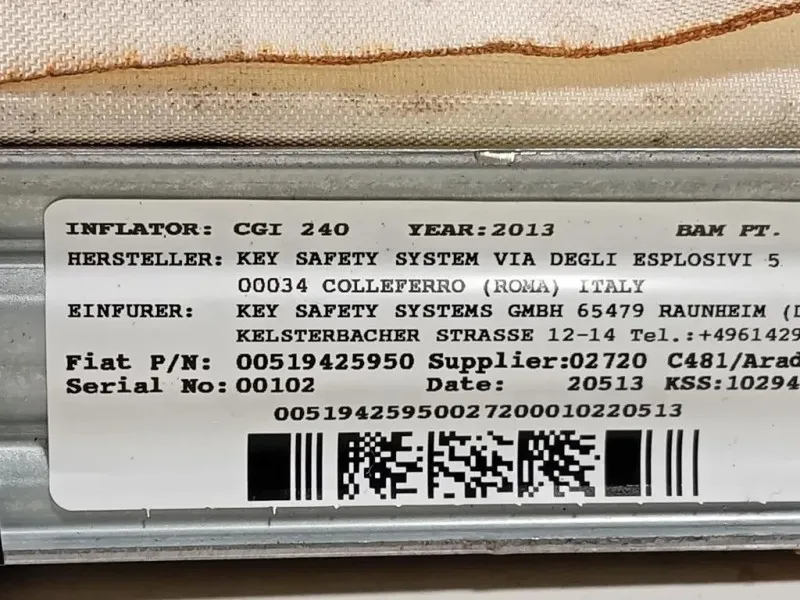 INFLATOR: CGI 240 YEAR:2013 BAM PT.
HERSTELLER: KEY SAFETY SYSTEM VIA DEGLI ESPLOSIVI 5
00034 COLLEFERRO (ROMA) ITALY
EINFURER: KEY SAFETY SYSTEMS GMBH 65479 RAUNHEIM (D
KELSTERBACHER STRASSE 12-14 Tel.:+4961429
Fiat P/N: 00519425950 Supplier:02720 C481/Arad
Serial No: 00102 Date: 20513 KSS:10294
005194259500272000010220513